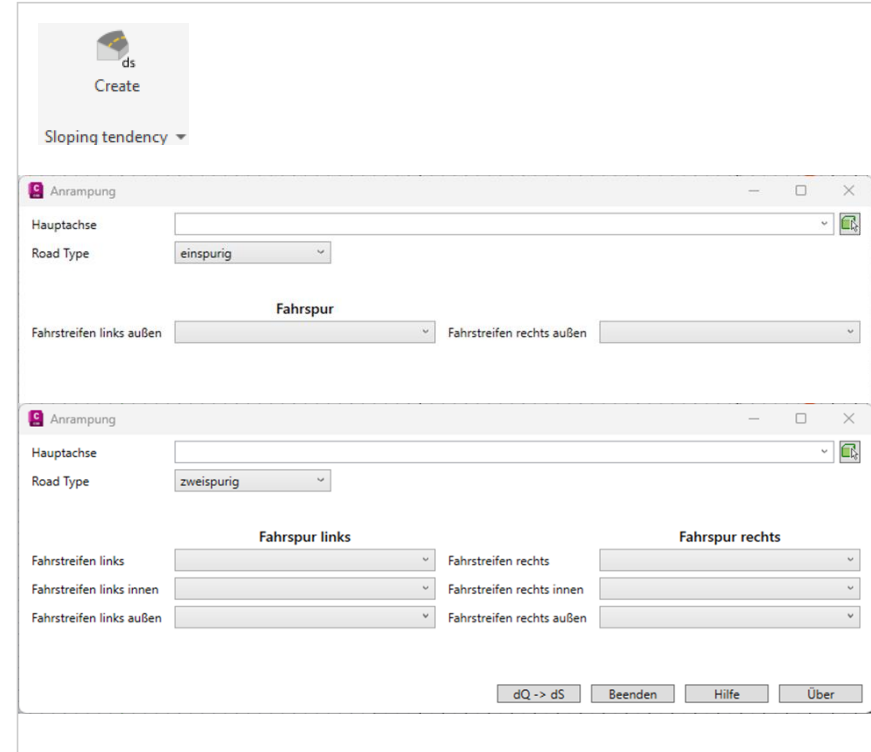 ds
Create
Sloping tendency
Anrampung
Hauptachse
Road Type einspurig
Fahrspur
Fahrstreifen links außen Fahrstreifen rechts außen
Anrampung
Hauptachse
Road Type zweispurig
Fahrspur links Fahrspur rechts
Fahrstreifen links Fahrstreifen rechts
Fahrstreifen links innen Fahrstreifen rechts innen
Fahrstreifen links außen Fahrstreifen rechts außen
dQ -> dS Beenden Hilfe Über